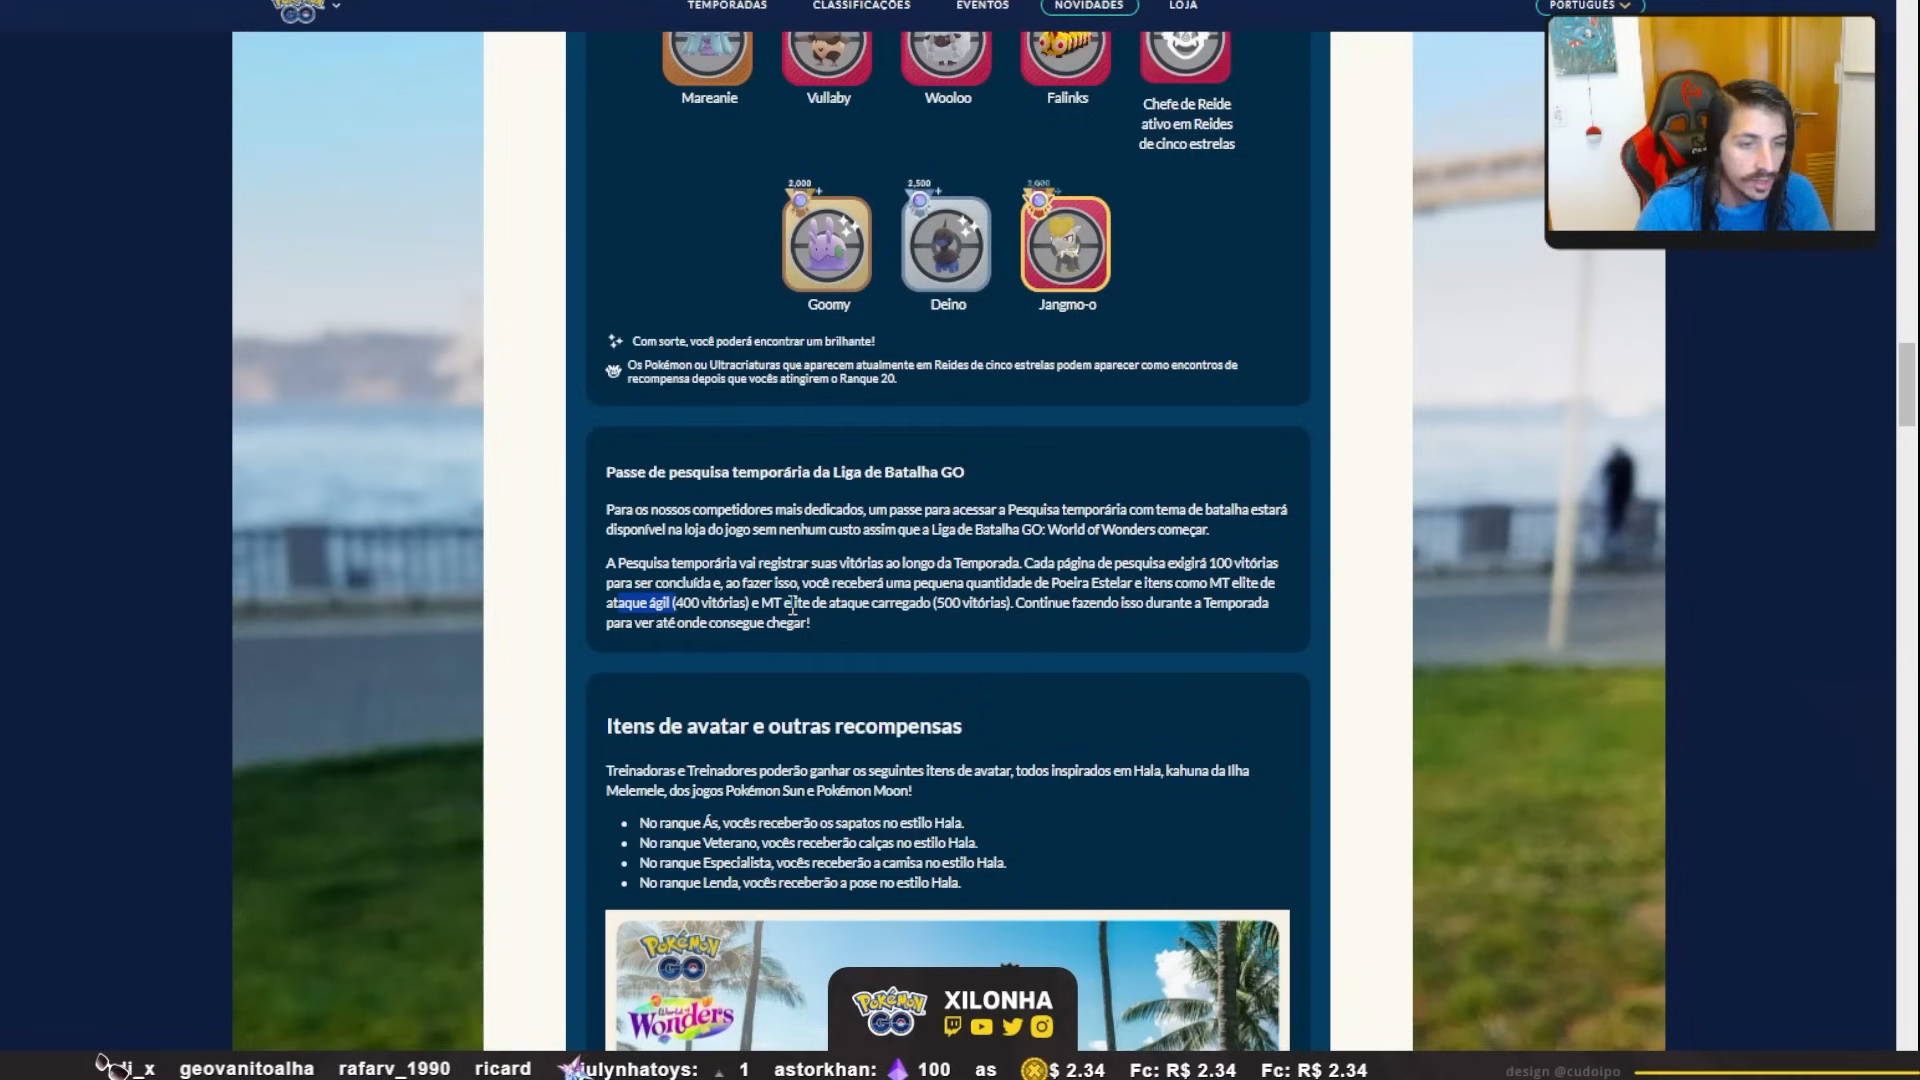 TEMPORADAS CLASSIFICAÇÕES EVENTOS NOVIDADES LOJA PORTUGUÊS
GO
Mareanie Vullaby Wooloo Falinks Chefe de Reide
ativo em Reides
de cinco estrelas
2,000 + 2,500 +
Goomy Deino Jangmo-o
Com sorte, você poderá encontrar um brilhante!
Os Pokémon ou Ultracriaturas que aparecem atualmente em Reides de cinco estrelas podem aparecer como encontros de
recompensa depois que vocês atingirem o Ranque 20.
Passe de pesquisa temporária da Liga de Batalha GO
Para os nossos competidores mais dedicados, um passe para acessar a Pesquisa temporária com tema de batalha estará
disponível na loja do jogo sem nenhum custo assim que a Liga de Batalha GO: World of Wonders começar.
A Pesquisa temporária vai registrar suas vitórias ao longo da Temporada. Cada página de pesquisa exigirá 100 vitórias
para ser concluída e, ao fazer isso, você receberá uma pequena quantidade de Poeira Estelar e itens como MT elite de
ataque ágil (400 vitórias) e MT elite de ataque carregado (500 vitórias). Continue fazendo isso durante a Temporada
para ver até onde consegue chegar!
Itens de avatar e outras recompensas
Treinadoras e Treinadores poderão ganhar os seguintes itens de avatar, todos inspirados em Hala, kahuna da Ilha
Melemele, dos jogos Pokémon Sun e Pokémon Moon!
• No ranque Ás, vocês receberão os sapatos no estilo Hala.
• No ranque Veterano, vocês receberão calças no estilo Hala.
• No ranque Especialista, vocês receberão a camisa no estilo Hala.
• No ranque Lenda, vocês receberão a pose no estilo Hala.
POKÉMON GO
World of Wonders
POKÉMON GO XILONHA
geovanitoalha rafarv_1990 ricard julynhatoys: 1 astorkhan: 100 as $ 2.34 Fc: R$ 2.34 Fc: R$ 2.34
design @cudoipo